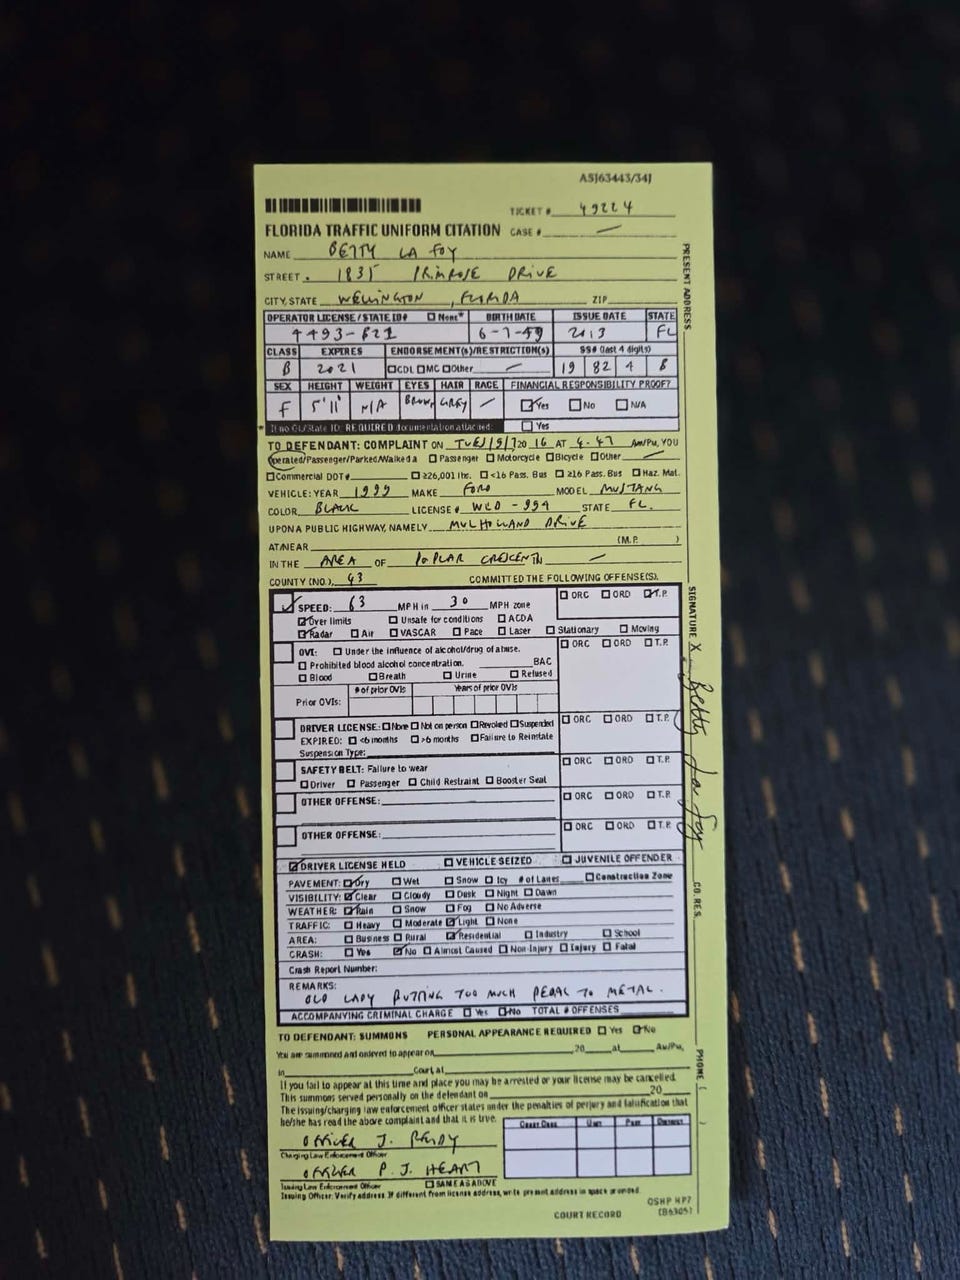 ASJ63443/34J
TICKET # 49224
FLORIDA TRAFFIC UNIFORM CITATION CASE #
NAME BETTY LA FOY
STREET. 1835 PRIMROSE DRIVE
CITY, STATE WELLINGTON, FLORIDA ZIP
OPERATOR LICENSE / STATE ID# None* BIRTH DATE ISSUE DATE STATE
4493-821 6-7-49 2013 FL
CLASS EXPIRES ENDORSEMENT(s)/RESTRICTION(s) SS# (last 4 digits)
B 2021 CDL MC Other 19 82 4 8
SEX HEIGHT WEIGHT EYES HAIR RACE FINANCIAL RESPONSIBILITY PROOF?
F 5'11" N/A BROWN GRAY Yes No N/A
* If no OL/State ID: REQUIRED documentation attached: Yes
TO DEFENDANT: COMPLAINT ON TUE/9/7 20 16 AT 4.47 Am/Pm, YOU
Operated/Passenger/Parked/Walked a Passenger Motorcycle Bicycle Other
Commercial DOT# ≥26,001 lbs. <16 Pass. Bus ≥16 Pass. Bus Haz. Mat.
VEHICLE: YEAR 1999 MAKE FORD MODEL MUSTANG
COLOR BLACK LICENSE # WLD-994 STATE FL.
UPON A PUBLIC HIGHWAY, NAMELY MULHOLLAND DRIVE
AT/NEAR (M.P. )
IN THE AREA OF POPLAR CRESCENTH
COUNTY (NO.) 43 COMMITTED THE FOLLOWING OFFENSE(S).
SPEED: 63 MPH in 30 MPH zone ORC ORD T.P.
Over limits Unsafe for conditions ACDA
Radar Air VASCAR Pace Laser Stationary Moving
OVI: Under the influence of alcohol/drug of abuse. ORC ORD T.P.
Prohibited blood alcohol concentration. BAC
Blood Breath Urine Refused
# of prior OVIs Years of prior OVIs
Prior OVIs:
DRIVER LICENSE: None Not on person Revoked Suspended ORC ORD T.P.
EXPIRED: <6 months >6 months Failure to Reinstate
Suspension Type:
SAFETY BELT: Failure to wear ORC ORD T.P.
Driver Passenger Child Restraint Booster Seat
OTHER OFFENSE: ORC ORD T.P.
OTHER OFFENSE: ORC ORD T.P.
DRIVER LICENSE HELD VEHICLE SEIZED JUVENILE OFFENDER
PAVEMENT: Dry Wet Snow Icy # of Lanes Construction Zone
VISIBILITY: Clear Cloudy Dusk Night Dawn
WEATHER: Rain Snow Fog No Adverse
TRAFFIC: Heavy Moderate Light None
AREA: Business Rural Residential Industry School
CRASH: Yes No Almost Caused Non-Injury Injury Fatal
Crash Report Number:
REMARKS:
OLD LADY PUTTING TOO MUCH PEDAL TO METAL.
ACCOMPANYING CRIMINAL CHARGE Yes No TOTAL # OFFENSES
TO DEFENDANT: SUMMONS PERSONAL APPEARANCE REQUIRED Yes No
You are summoned and ordered to appear on 20 at Am/Pm,
in Court, at
If you fail to appear at this time and place you may be arrested or your license may be cancelled.
This summons served personally on the defendant on 20
The issuing/charging law enforcement officer states under the penalties of perjury and falsification that
he/she has read the above complaint and that it is true.
Court Code Unit Post District
OFFICER J. REIDY
Charging Law Enforcement Officer
OFFICER P. J. HEART
Issuing Law Enforcement Officer SAME AS ABOVE
Issuing Officer: Verify address. If different from license address, write present address in space provided.
COURT RECORD
OSHP HP7
(B6305)
PRESENT ADDRESS
SIGNATURE X Betty La Foy
CO. RES.
PHONE ( )